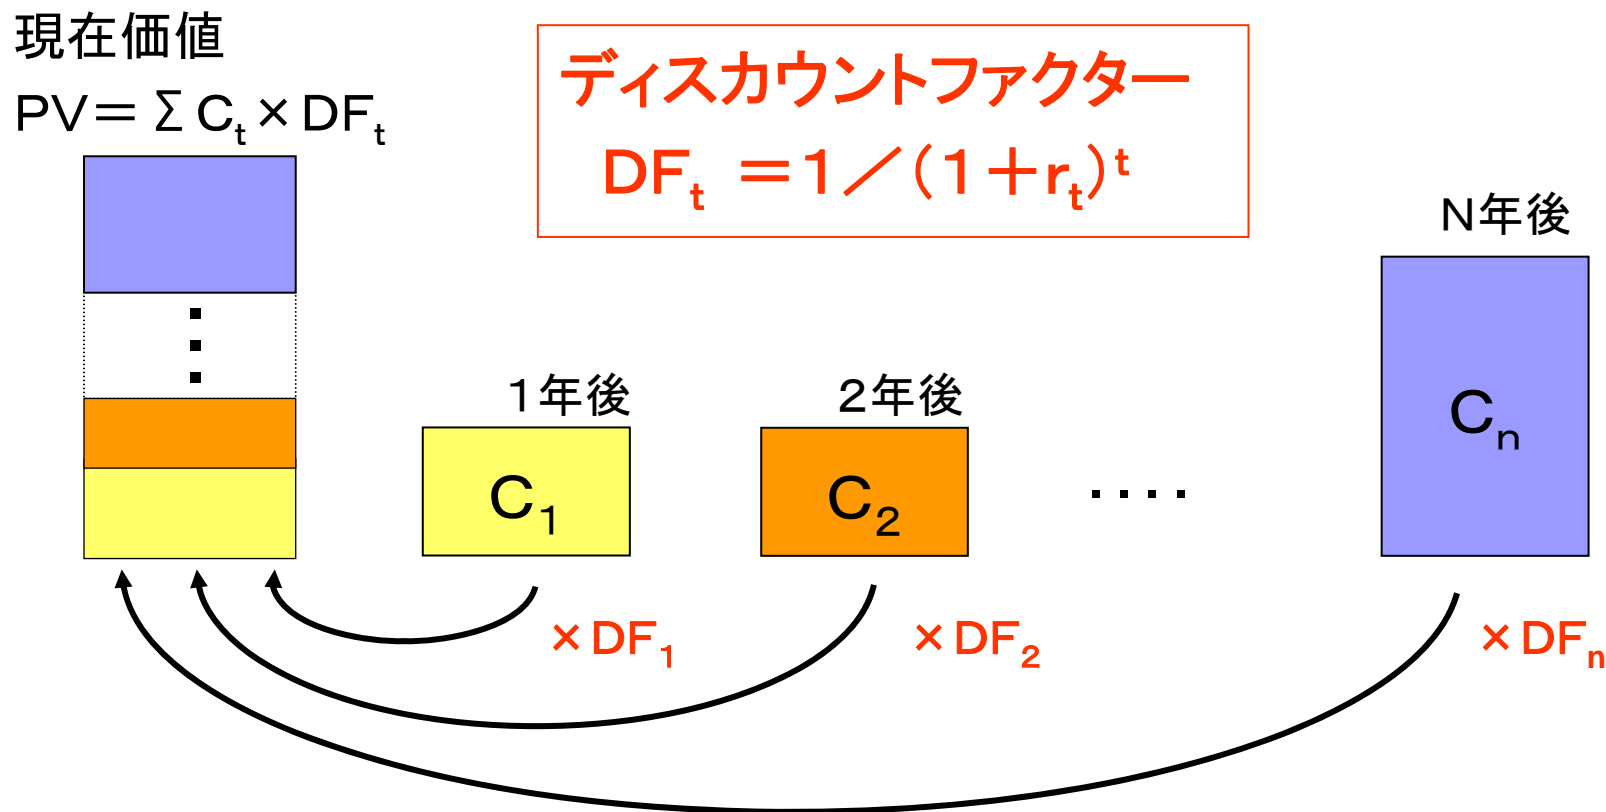 現在価値
PV=ΣCt×DFt
ディスカウントファクター
DFt =1/(1+rt)t
N年後
1年後
2年後
C1
C2
‥‥
Cn
×DF1
×DF2
×DFn